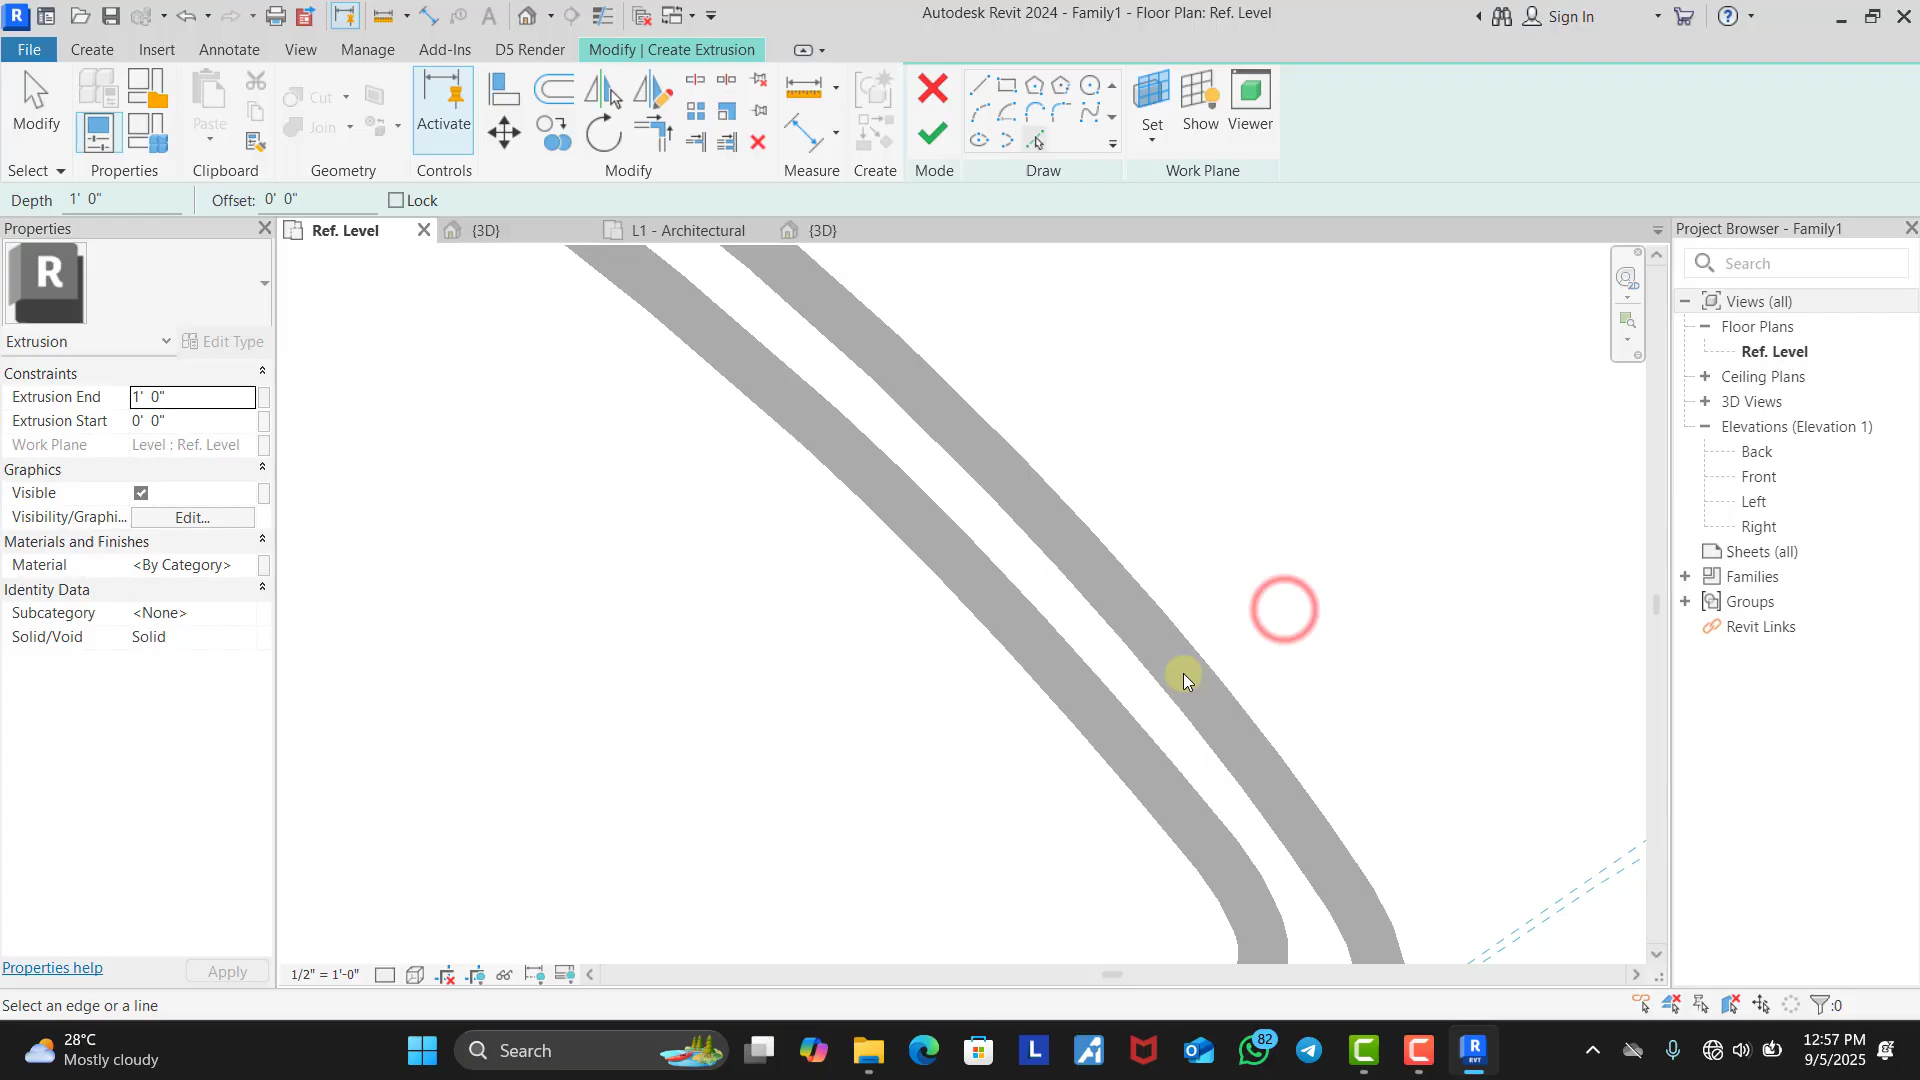 Autodesk Revit 2024 - Family1 - Floor Plan: Ref. Level
Sign In
File Create Insert Annotate View Manage Add-Ins D5 Render Modify | Create Extrusion
Modify Paste Cut Join Activate Set Show Viewer
Select Properties Clipboard Geometry Controls Modify Measure Create Mode Draw Work Plane
Depth 1' 0" Offset: 0' 0" Lock
Properties
Ref. Level {3D} L1 - Architectural {3D}
Project Browser - Family1
R
Search
Extrusion Edit Type
Constraints
Extrusion End 1' 0"
Extrusion Start 0' 0"
Work Plane Level : Ref. Level
Graphics
Visible
Visibility/Graphi... Edit...
Materials and Finishes
Material <By Category>
Identity Data
Subcategory <None>
Solid/Void Solid
Views (all)
Floor Plans
Ref. Level
Ceiling Plans
3D Views
Elevations (Elevation 1)
Back
Front
Left
Right
Sheets (all)
Families
Groups
Revit Links
2D
Properties help Apply
1/2" = 1'-0"
Select an edge or a line
:0
28°C
Mostly cloudy
Search
82
12:57 PM
9/5/2025